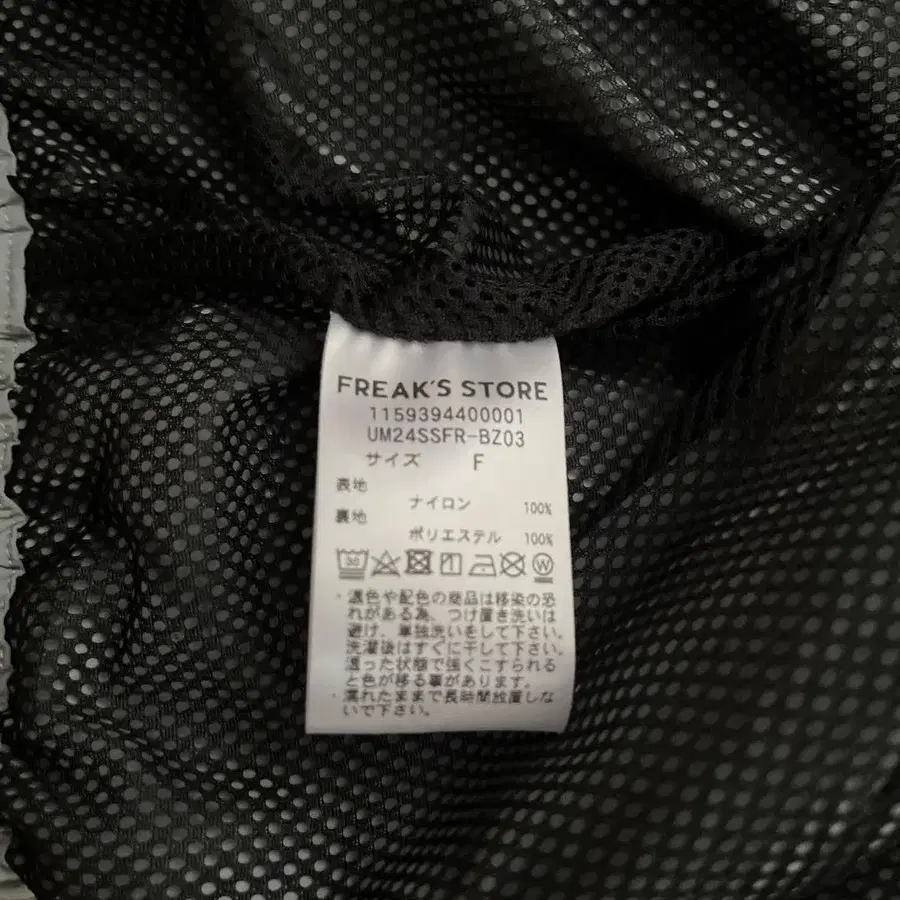 FREAK'S STORE
1159394400001
UM24SSFR-BZ03
サイズ F
表地
ナイロン 100%
裏地
ポリエステル 100%
30
W
・濃色や配色の商品は移染の恐
れがある為、つけ置き洗いは
避け、単独洗いをして下さい。
洗濯後はすぐに干して下さい。
湿った状態で強くこすられる
と色が移る事があります。
・濡れたままで長時間放置しな
いで下さい。